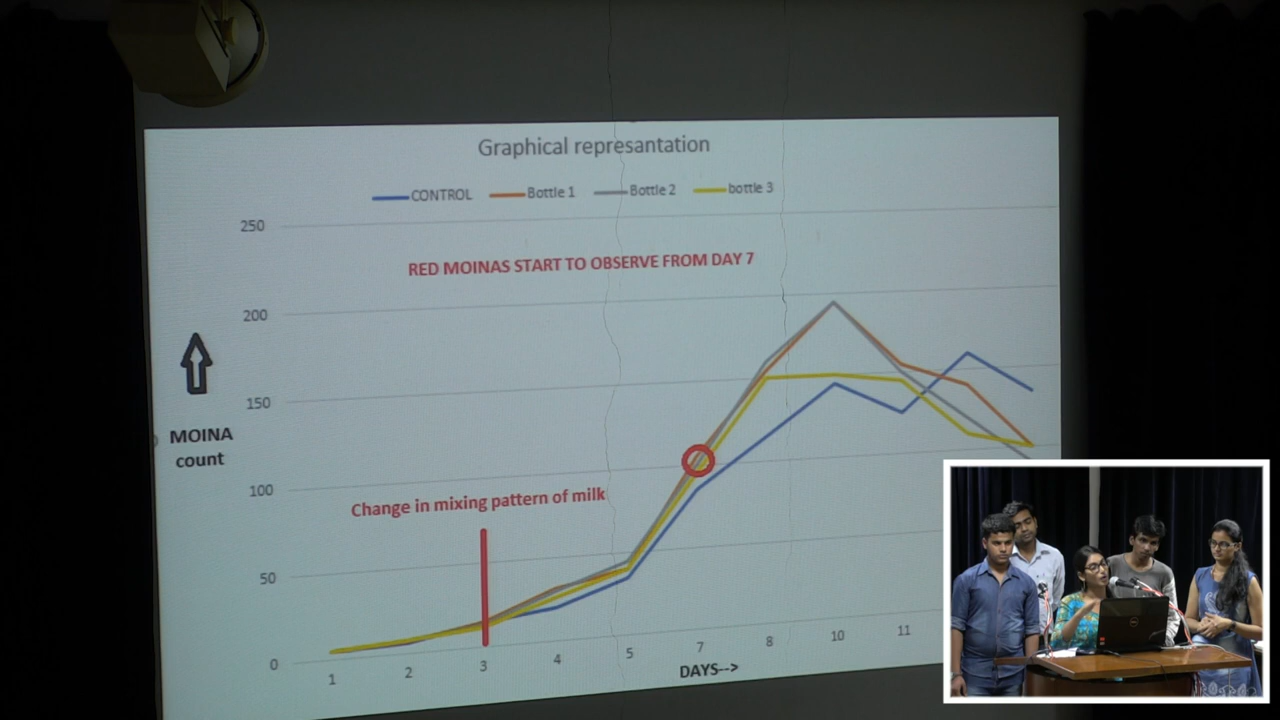 Graphical represantation
CONTROL Bottle 1 Bottle 2 bottle 3
250
RED MOINAS START TO OBSERVE FROM DAY 7
200
150
MOINA
count
100
Change in mixing pattern of milk
50
0
1 2 3 4 5 7 8 10 11
DAYS-->